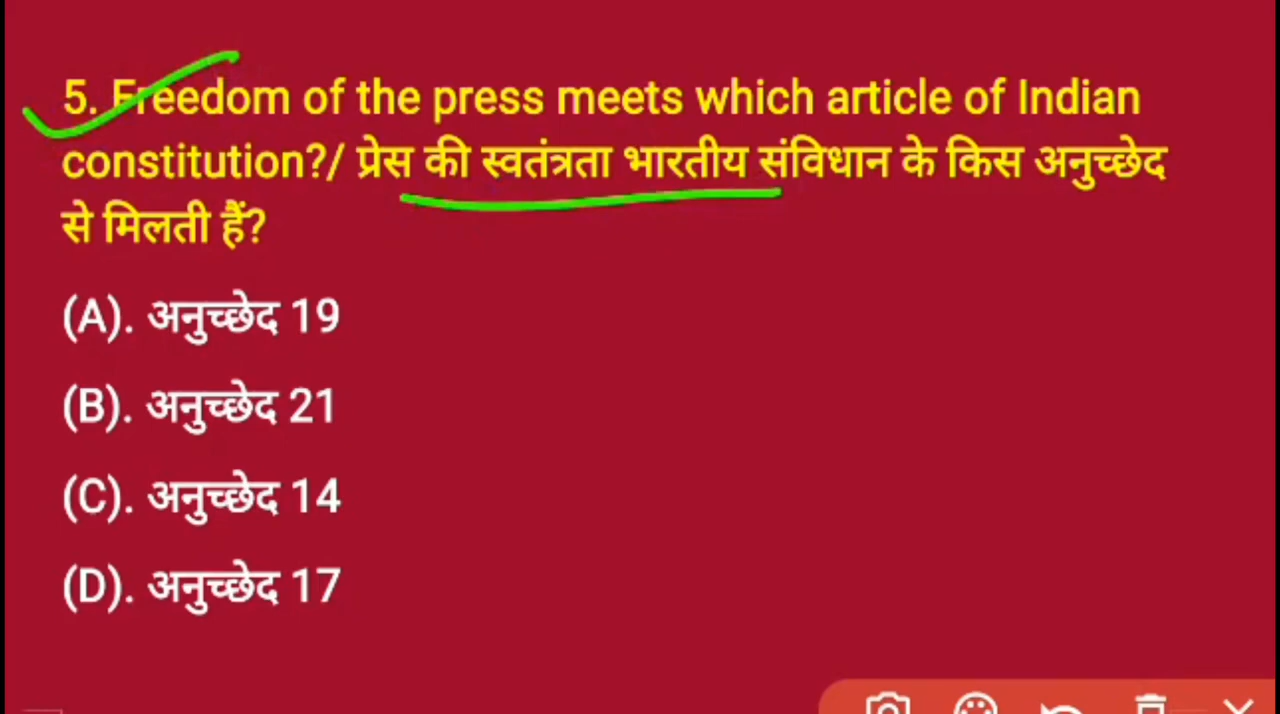 5. Freedom of the press meets which article of Indian
constitution?/ प्रेस की स्वतंत्रता भारतीय संविधान के किस अनुच्छेद
से मिलती हैं?
(A). अनुच्छेद 19
(B). अनुच्छेद 21
(C). अनुच्छेद 14
(D). अनुच्छेद 17